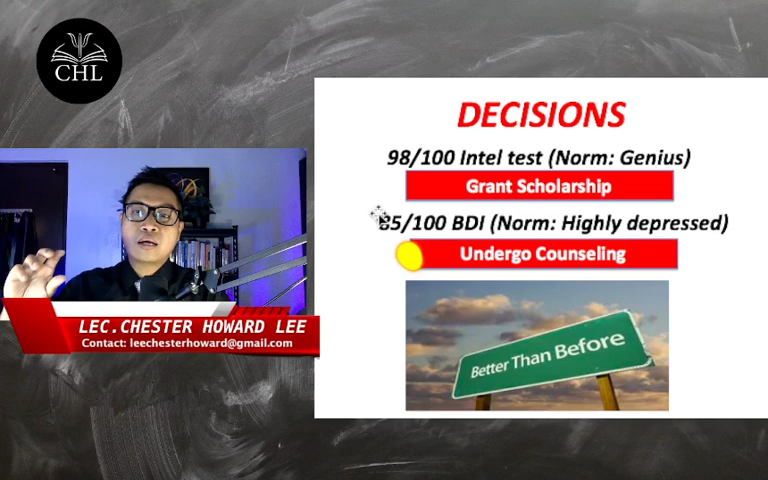 CHL
DECISIONS
98/100 Intel test (Norm: Genius)
Grant Scholarship
85/100 BDI (Norm: Highly depressed)
Undergo Counseling
Better Than Before
LEC.CHESTER HOWARD LEE
Contact: leechesterhoward@gmail.com